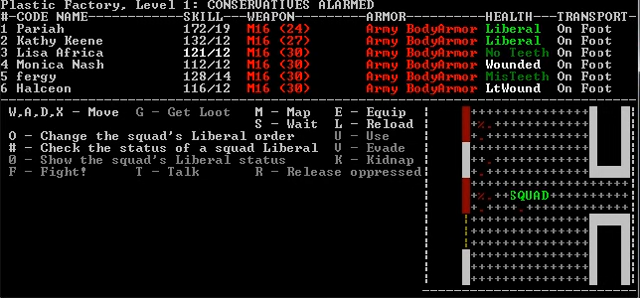 Plastic Factory, Level 1: CONSERVATIVES ALARMED
#-CODE NAME------------SKILL---WEAPON---------ARMOR---------HEALTH---TRANSPORT-
1 Pariah 172/19 M16 (24) Army BodyArmor Liberal On Foot
2 Kathy Keene 132/12 M16 (27) Army BodyArmor Liberal On Foot
3 Lisa Africa 121/12 M16 (30) Army BodyArmor No Teeth On Foot
4 Monica Nash 112/12 M16 (30) Army BodyArmor Wounded On Foot
5 fergy 128/14 M16 (30) Army BodyArmor MisTeeth On Foot
6 Halceon 116/12 M16 (30) Army BodyArmor LtWound On Foot
W,A,D,X - Move G - Get Loot M - Map E - Equip
S - Wait L - Reload
O - Change the squad's Liberal order U - Use
# - Check the status of a squad Liberal V - Evade
0 - Show the squad's Liberal status K - Kidnap
F - Fight! T - Talk R - Release oppressed
SQUAD